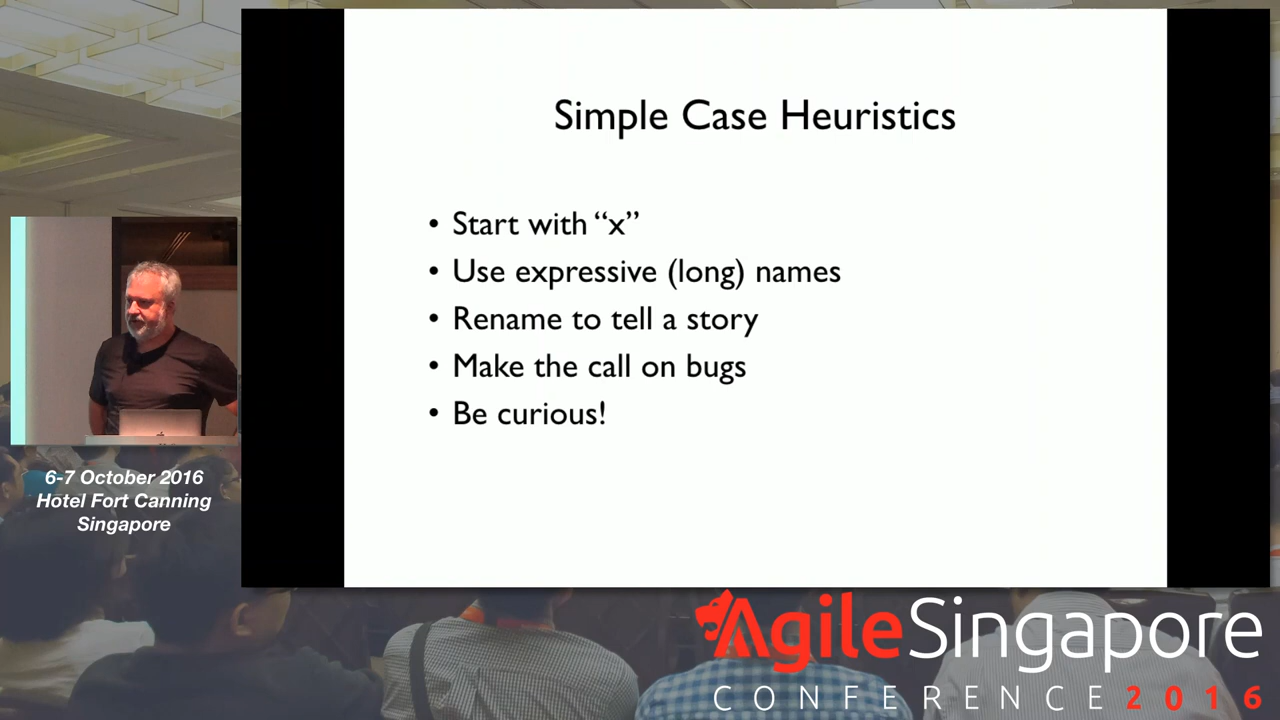 Simple Case Heuristics
• Start with “x”
• Use expressive (long) names
• Rename to tell a story
• Make the call on bugs
• Be curious!
6-7 October 2016
Hotel Fort Canning
Singapore
AgileSingapore
CONFERENCE 2016